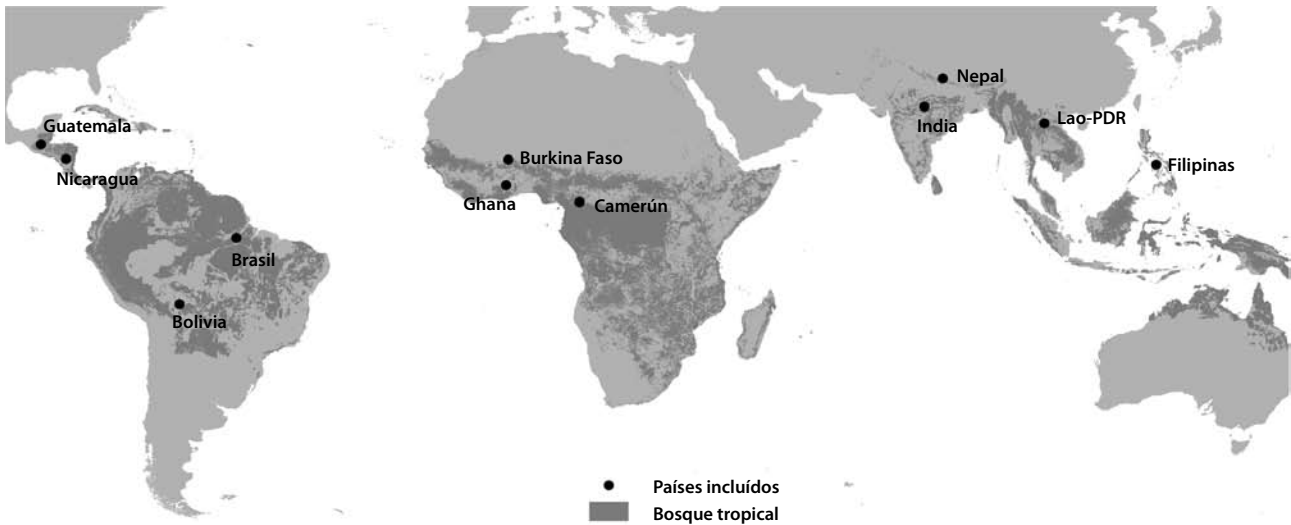 Nepal
India
Lao-PDR
Guatemala
Burkina Faso
Filipinas
Nicaragua
Ghana
Camerún
Brasil
Bolivia
Países incluídos
Bosque tropical